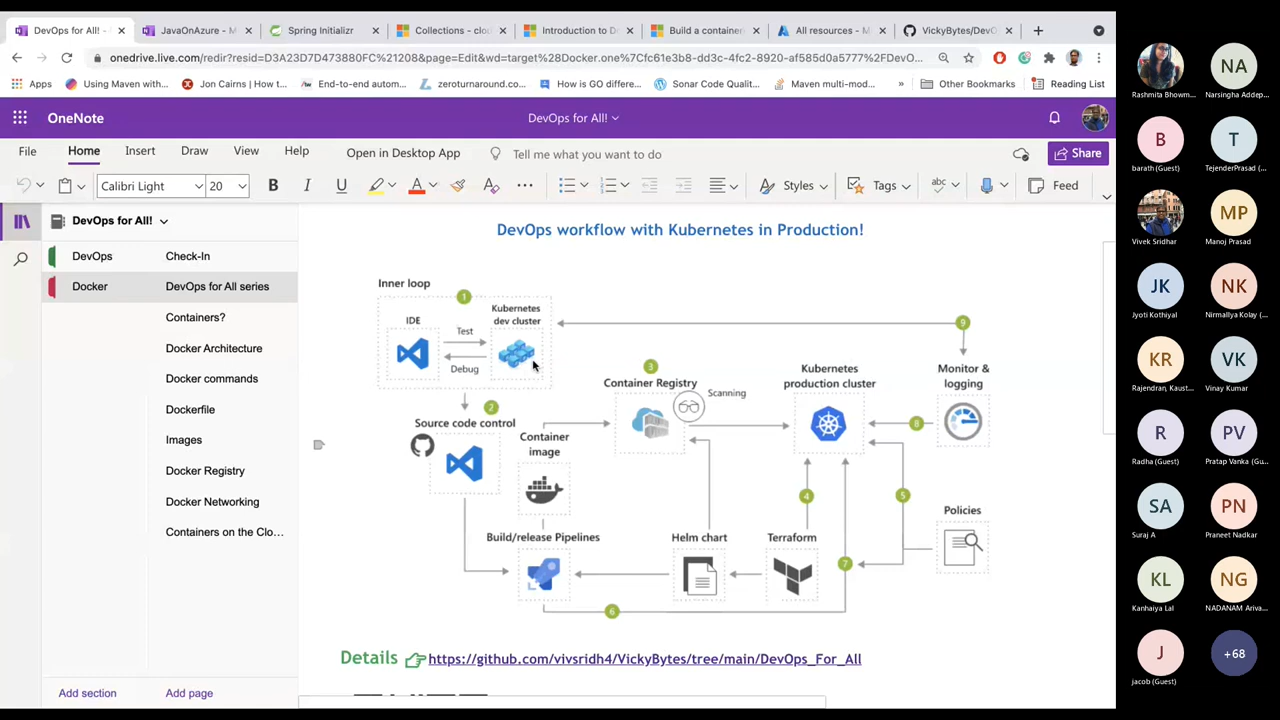 DevOps for All! -
JavaOnAzure - M
Spring Initializr
Collections - clou
Introduction to D
Build a container
All resources - M
VickyBytes/DevO
onedrive.live.com/redir?resid=D3A23D7D473880FC%21208&page=Edit&wd=target%28Docker.one%7Cfc61e3b8-dd3c-4fc2-8920-af585d0a5777%2FDevO...
Apps
Using Maven with...
Jon Cairns | How t...
End-to-end autom...
zeroturnaround.co...
How is GO differe...
Sonar Code Qualit...
Maven multi-mod...
»
Other Bookmarks
Reading List
OneNote
DevOps for All!
File
Home
Insert
Draw
View
Help
Open in Desktop App
Tell me what you want to do
Share
Calibri Light
20
B
I
U
A
Styles
Tags
Feed
DevOps for All!
DevOps
Docker
Check-In
DevOps for All series
Containers?
Docker Architecture
Docker commands
Dockerfile
Images
Docker Registry
Docker Networking
Containers on the Clo...
Add section
Add page
DevOps workflow with Kubernetes in Production!
Inner loop
1
IDE
Test
Debug
Kubernetes
dev cluster
9
2
Source code control
Container
image
3
Container Registry
Scanning
Kubernetes
production cluster
Monitor &
logging
8
4
5
Policies
Build/release Pipelines
Helm chart
Terraform
7
6
Details
https://github.com/vivsridh4/VickyBytes/tree/main/DevOps_For_All
Rashmita Bhowm...
NA
Narsingha Addep...
B
barath (Guest)
T
TejenderPrasad (...
Vivek Sridhar
MP
Manoj Prasad
JK
Jyoti Kothiyal
NK
Nirmallya Kolay (...
KR
Rajendran, Kaust...
VK
Vinay Kumar
R
Radha (Guest)
PV
Pratap Vanka (Gu...
SA
Suraj A
PN
Praneet Nadkar
KL
Kanhaiya Lal
NG
NADANAM Ariva...
J
jacob (Guest)
+68